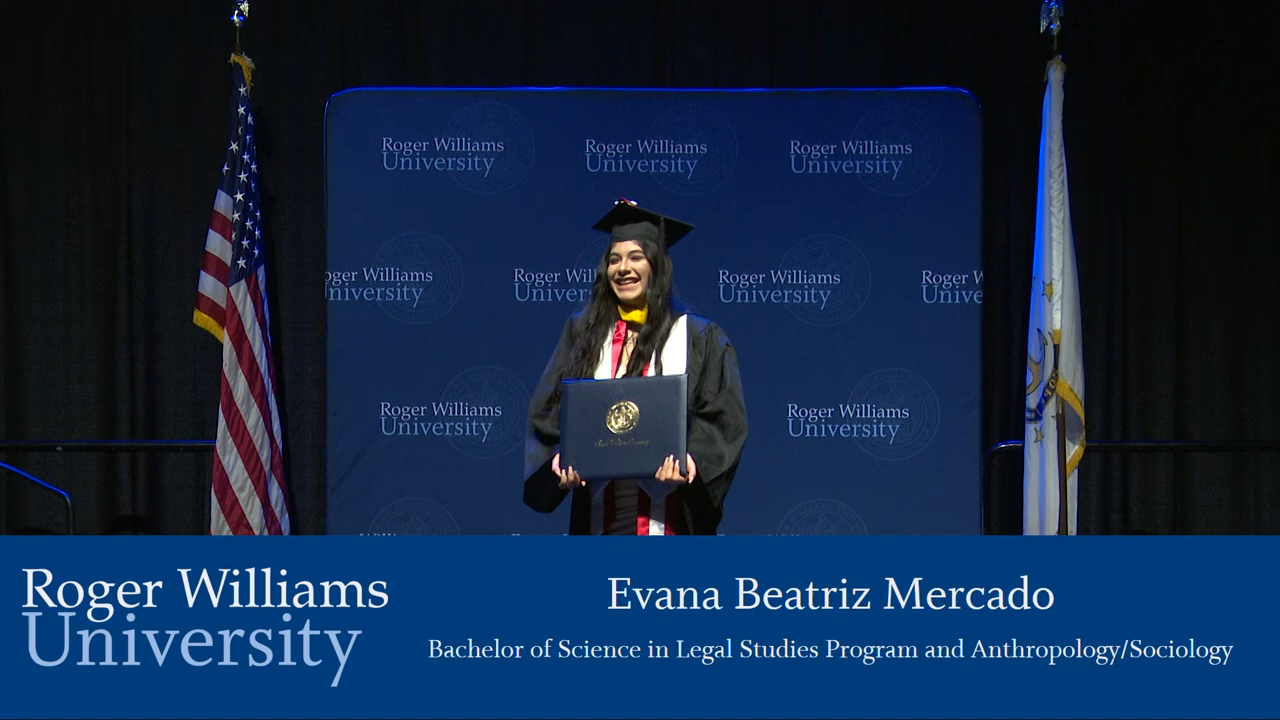 Roger Williams
University
Roger Williams
University
Roger Williams
University
oger Williams
niversity
Roger Wil
Univer
Roger Williams
University
Roger W
Unive
Roger Williams
University
Roger Williams
University
Roger Williams
University
Evana Beatriz Mercado
Bachelor of Science in Legal Studies Program and Anthropology/Sociology